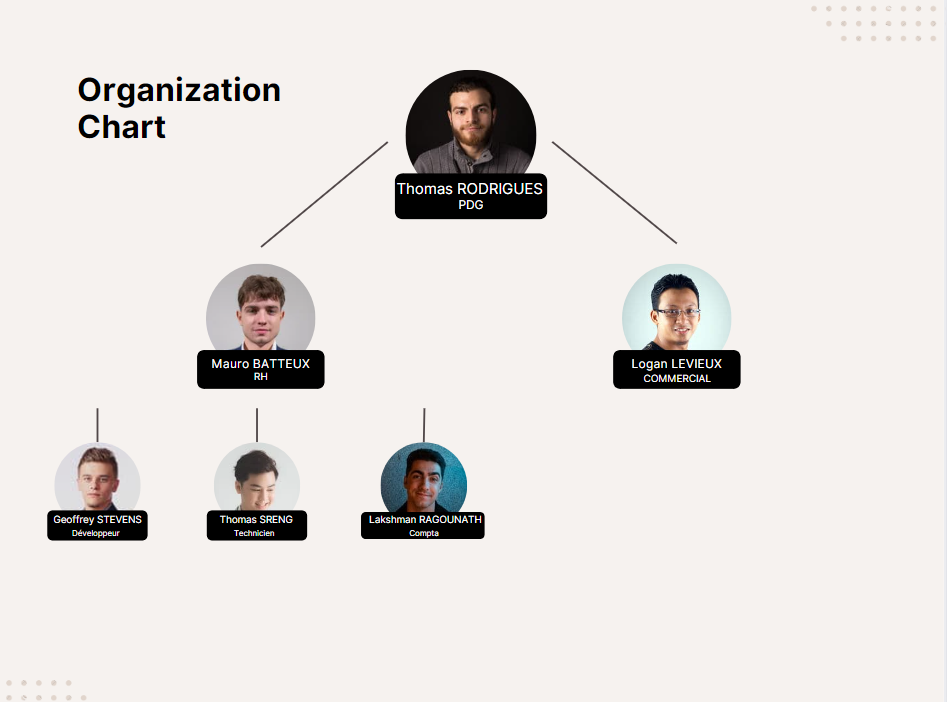 Organization
Chart
Thomas RODRIGUES
PDG
Mauro BATTEUX
RH
Logan LEVIEUX
COMMERCIAL
Geoffrey STEVENS
Développeur
Thomas SRENG
Technicien
Lakshman RAGOUNATH
Compta